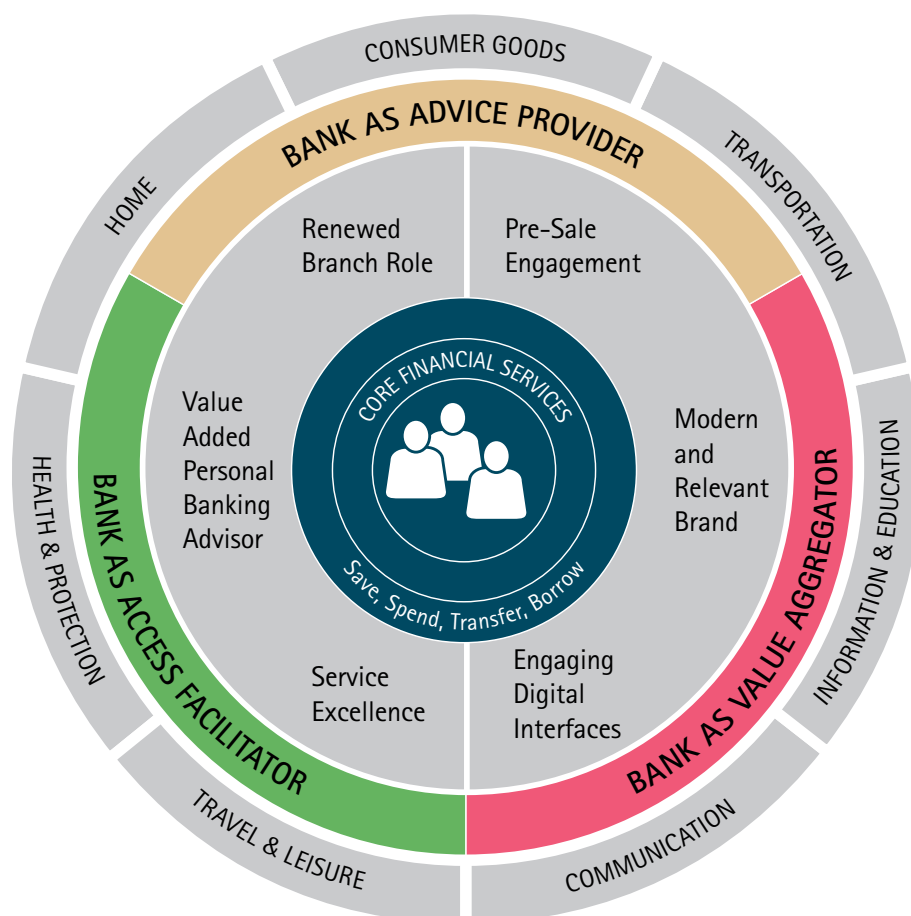 CONSUMER GOODS
TRANSPORTATION
INFORMATION & EDUCATION
COMMUNICATION
TRAVEL & LEISURE
HEALTH & PROTECTION
HOME
BANK AS ADVICE PROVIDER
BANK AS VALUE AGGREGATOR
BANK AS ACCESS FACILITATOR
Renewed
Branch Role
Pre-Sale
Engagement
Value
Added
Personal
Banking
Advisor
Modern
and
Relevant
Brand
Service
Excellence
Engaging
Digital
Interfaces
CORE FINANCIAL SERVICES
Save, Spend, Transfer, Borrow